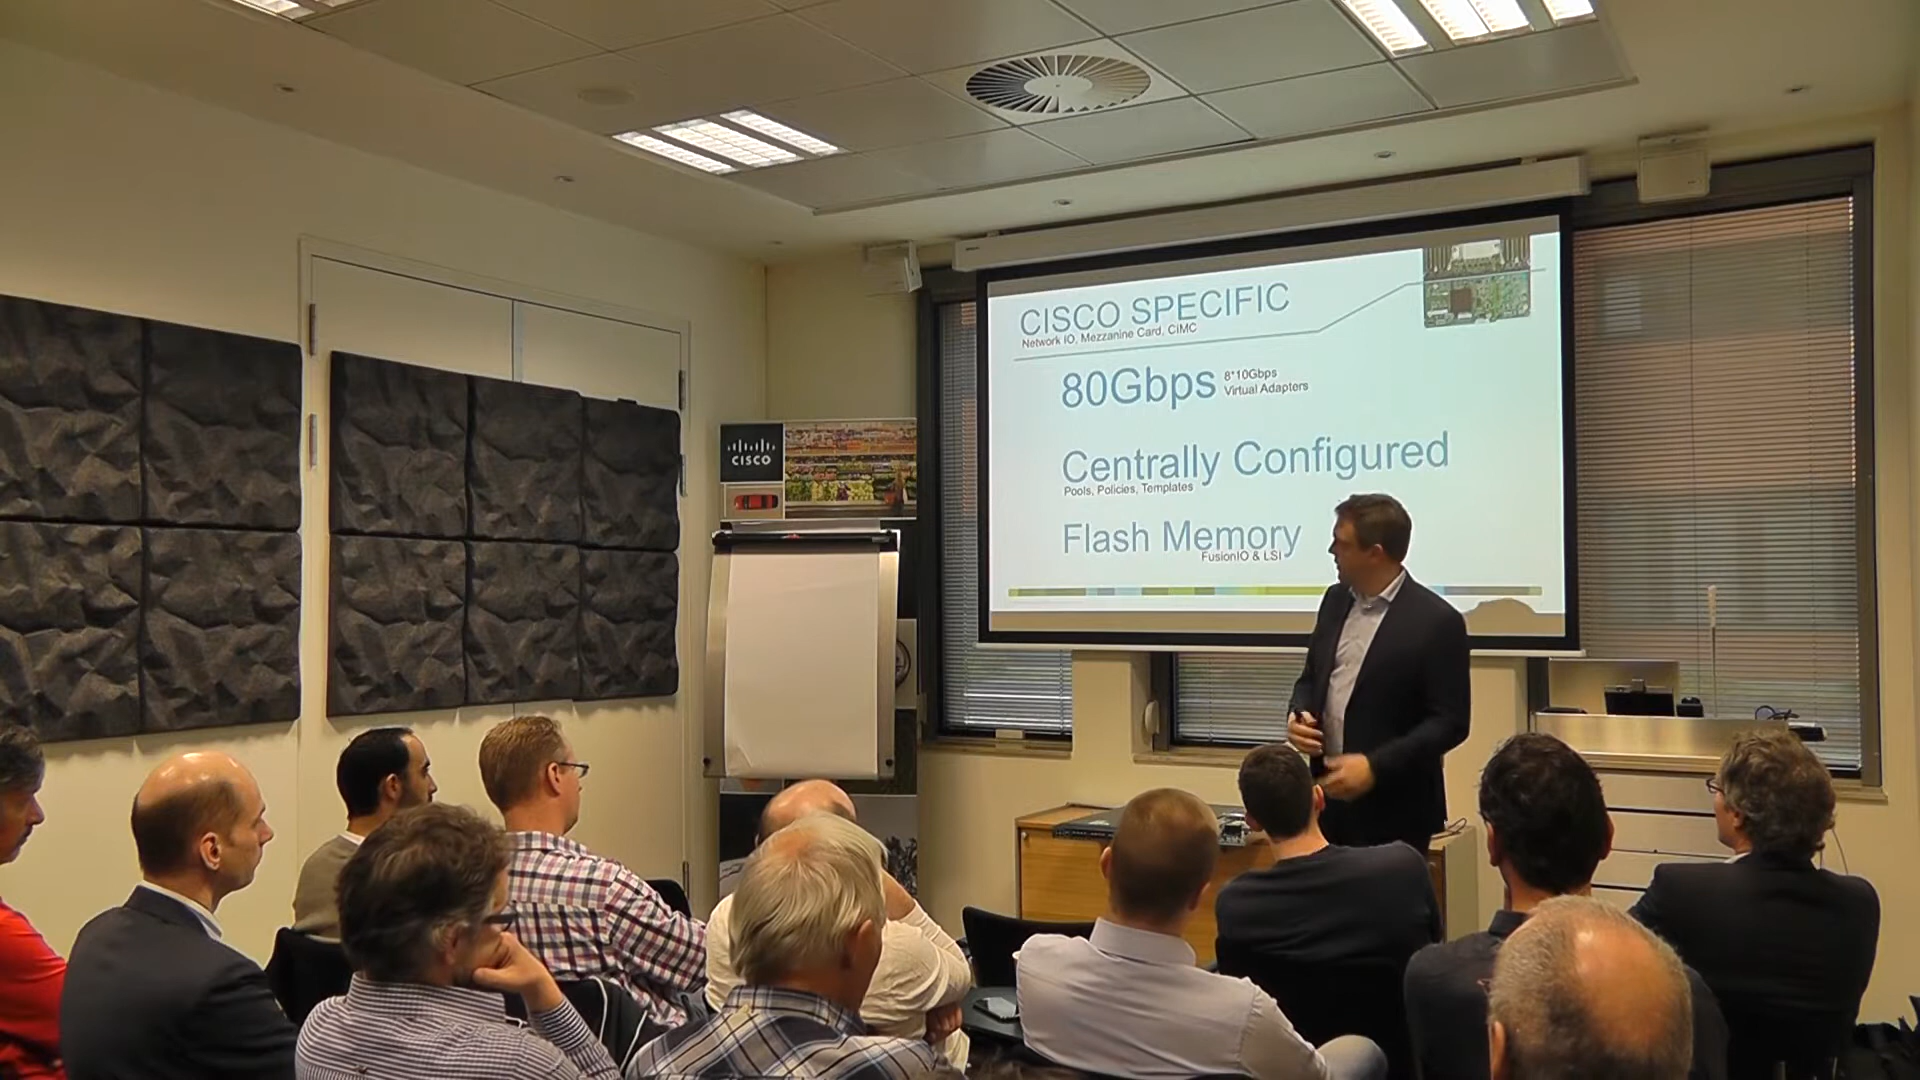 CISCO SPECIFIC
Network IO, Mezzanine Card, CIMC
80Gbps
8*10Gbps
Virtual Adapters
Centrally Configured
Pools, Policies, Templates
Flash Memory
FusionIO & LSI
CISCO